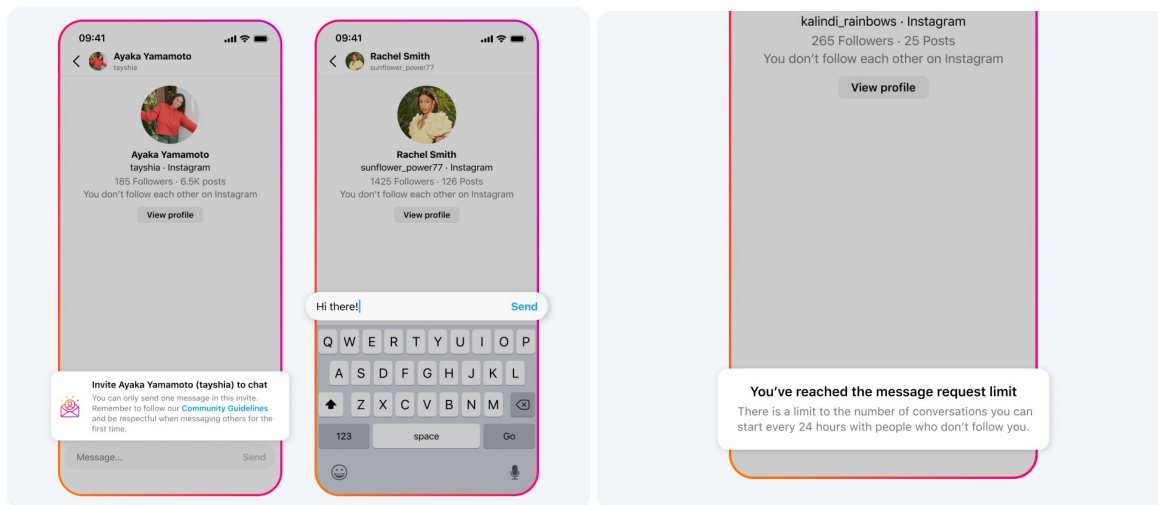 09:41
Ayaka Yamamoto
tayshia
Ayaka Yamamoto
tayshia · Instagram
185 Followers · 6.5K posts
You don't follow each other on Instagram
View profile
Invite Ayaka Yamamoto (tayshia) to chat
You can only send one message in this invite.
Remember to follow our Community Guidelines
and be respectful when messaging others for the
first time.
Message... Send
09:41
Rachel Smith
sunflower_power77
Rachel Smith
sunflower_power77 · Instagram
1425 Followers · 126 Posts
You don't follow each other on Instagram
View profile
Hi there! Send
Q W E R T Y U I O P
A S D F G H J K L
Z X C V B N M
123 space Go
kalindi_rainbows · Instagram
265 Followers · 25 Posts
You don't follow each other on Instagram
View profile
You've reached the message request limit
There is a limit to the number of conversations you can
start every 24 hours with people who don't follow you.